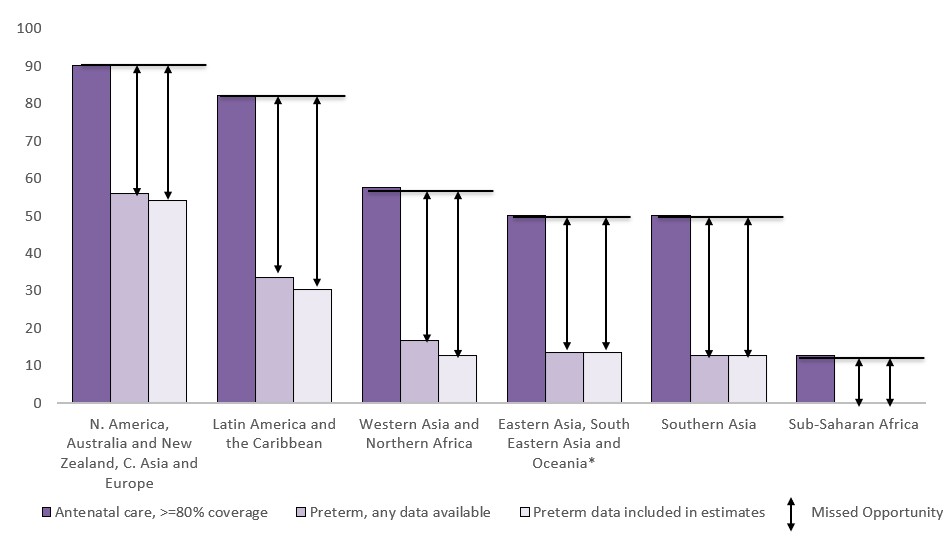 100
90
80
70
60
50
40
30
20
10
0
N. America,
Australia and New
Zealand, C. Asia and
Europe
Latin America and
the Caribbean
Western Asia and
Northern Africa
Eastern Asia, South
Eastern Asia and
Oceania*
Southern Asia
Sub-Saharan Africa
Antenatal care, >=80% coverage
Preterm, any data available
Preterm data included in estimates
Missed Opportunity